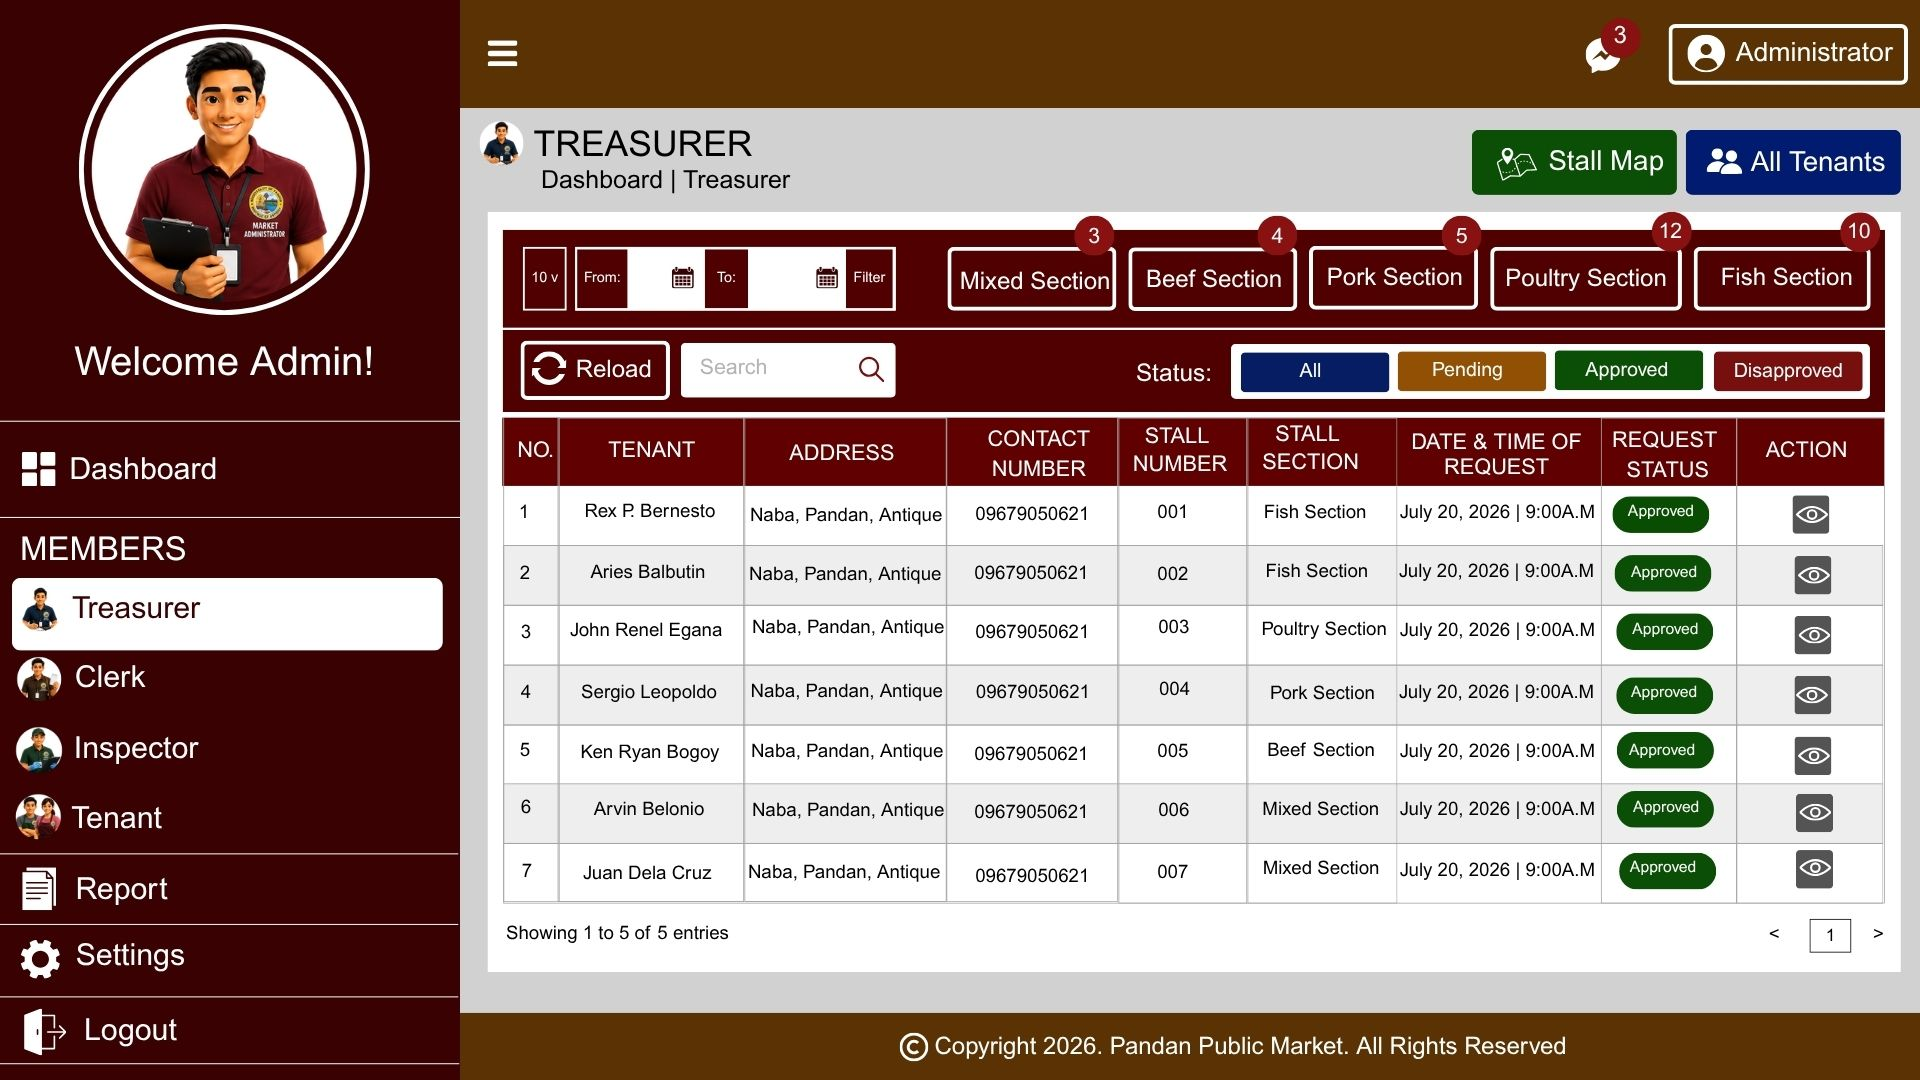 3
Administrator
MARKET
ADMINISTRATOR
Welcome Admin!
Dashboard
MEMBERS
Treasurer
Clerk
Inspector
Tenant
Report
Settings
Logout
TREASURER
Dashboard | Treasurer
Stall Map
All Tenants
10 v
From:
To:
Filter
Mixed Section
3
Beef Section
4
Pork Section
5
Poultry Section
12
Fish Section
10
Reload
Search
Status:
All
Pending
Approved
Disapproved
NO. TENANT ADDRESS CONTACT NUMBER STALL NUMBER STALL SECTION DATE & TIME OF REQUEST REQUEST STATUS ACTION
1 Rex P. Bernesto Naba, Pandan, Antique 09679050621 001 Fish Section July 20, 2026 | 9:00A.M Approved
2 Aries Balbutin Naba, Pandan, Antique 09679050621 002 Fish Section July 20, 2026 | 9:00A.M Approved
3 John Renel Egana Naba, Pandan, Antique 09679050621 003 Poultry Section July 20, 2026 | 9:00A.M Approved
4 Sergio Leopoldo Naba, Pandan, Antique 09679050621 004 Pork Section July 20, 2026 | 9:00A.M Approved
5 Ken Ryan Bogoy Naba, Pandan, Antique 09679050621 005 Beef Section July 20, 2026 | 9:00A.M Approved
6 Arvin Belonio Naba, Pandan, Antique 09679050621 006 Mixed Section July 20, 2026 | 9:00A.M Approved
7 Juan Dela Cruz Naba, Pandan, Antique 09679050621 007 Mixed Section July 20, 2026 | 9:00A.M Approved
Showing 1 to 5 of 5 entries
< 1 >
© Copyright 2026. Pandan Public Market. All Rights Reserved